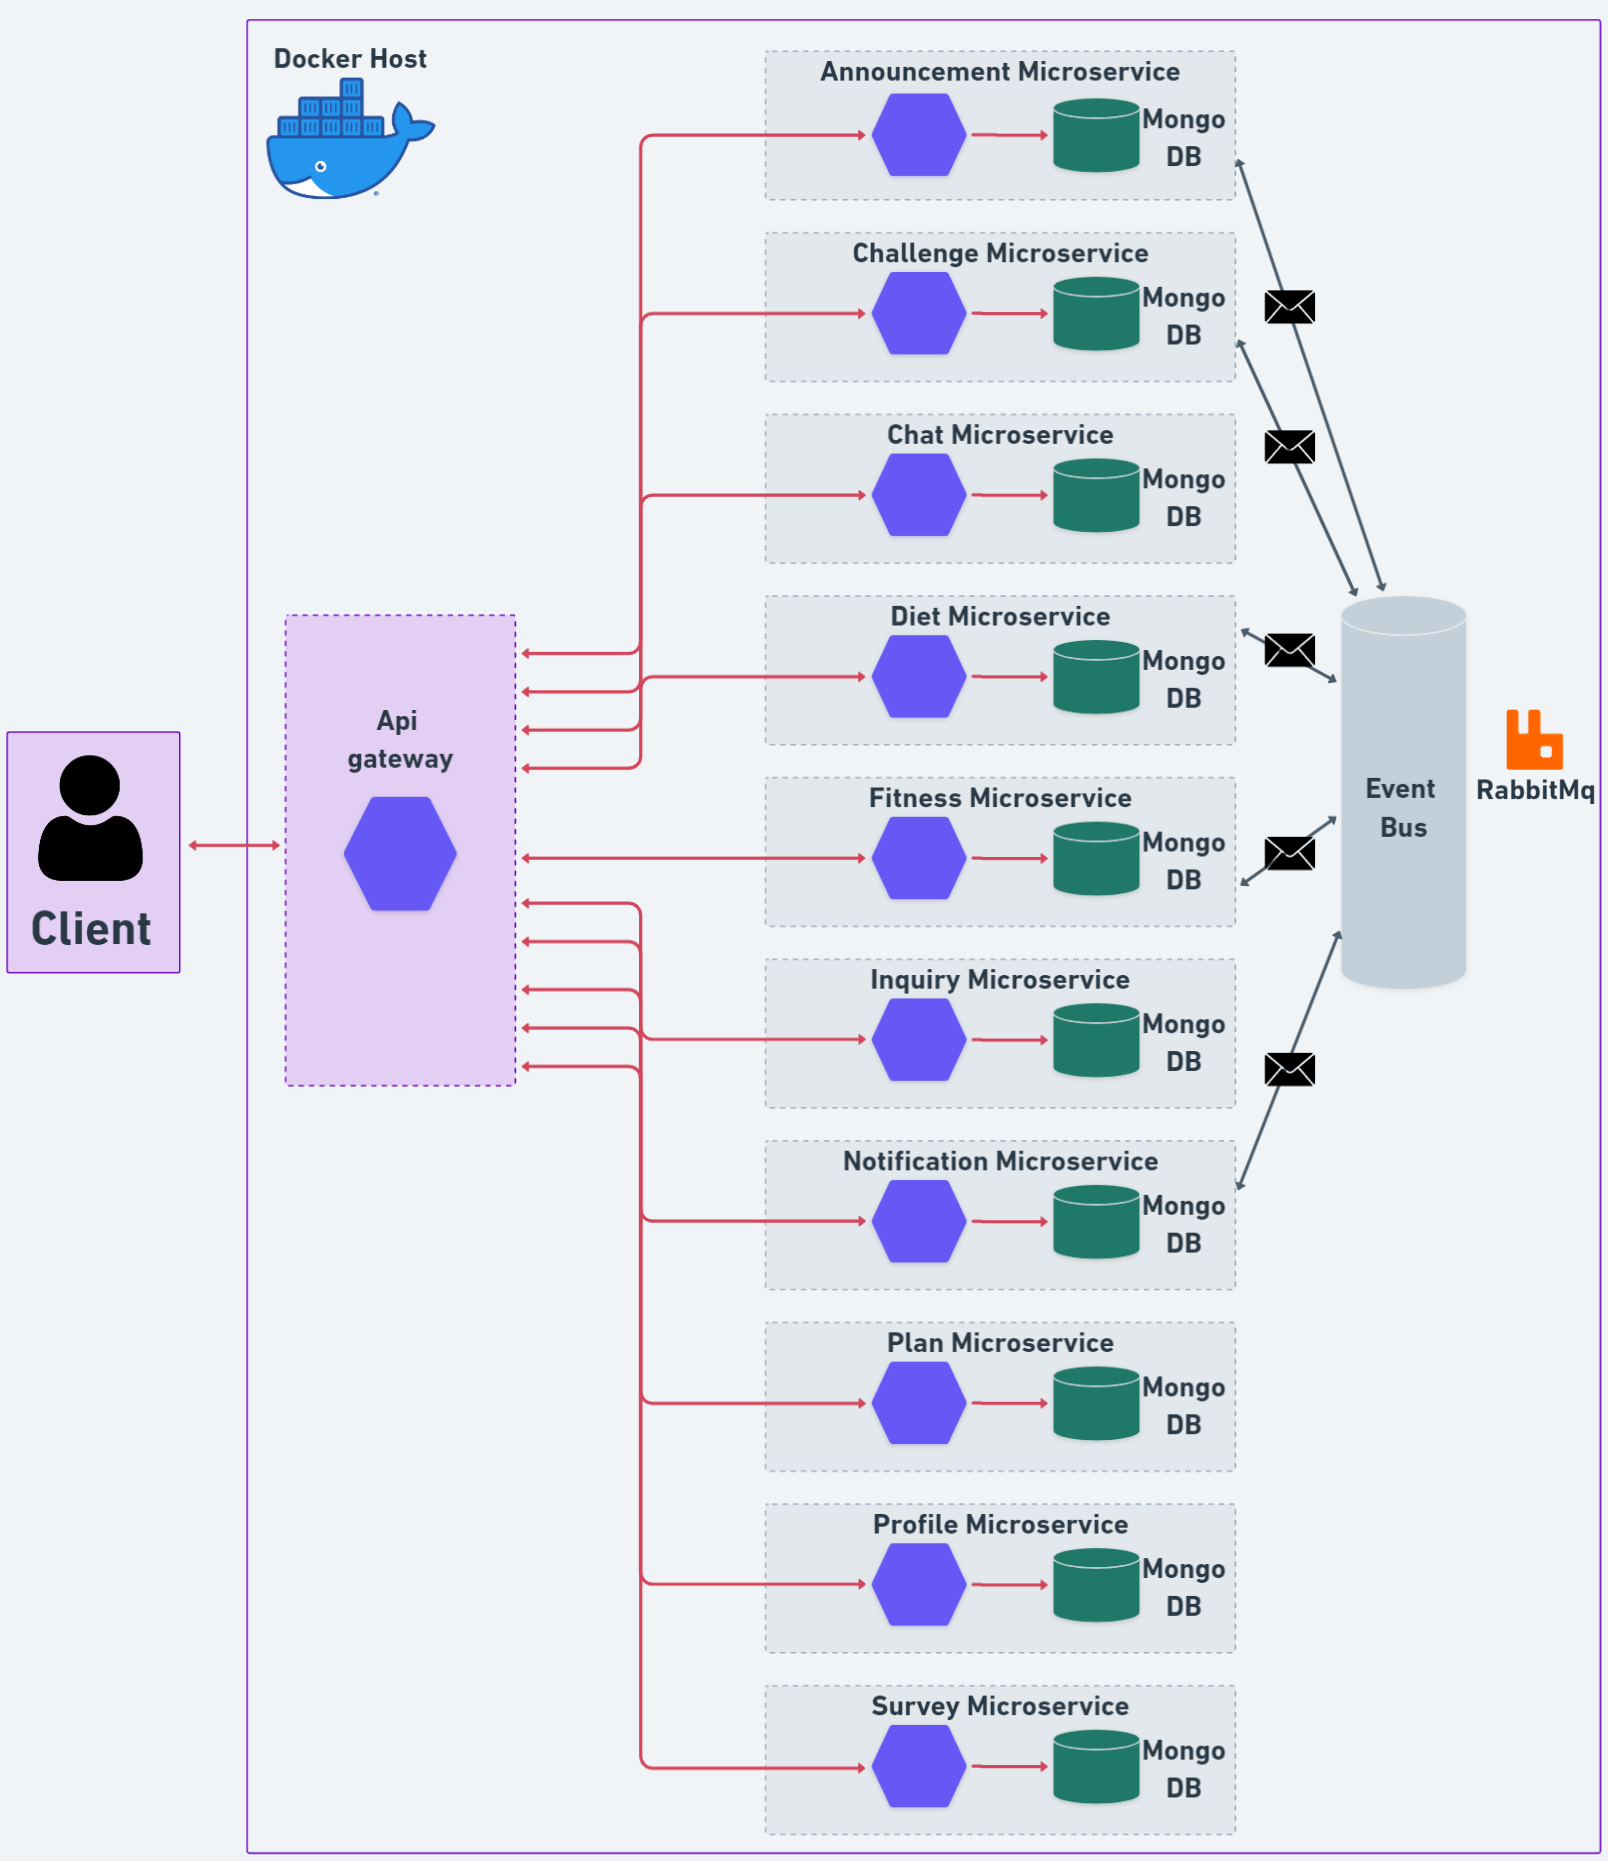 Docker Host
Announcement Microservice
Mongo
DB
Challenge Microservice
Mongo
DB
Chat Microservice
Mongo
DB
Diet Microservice
Mongo
DB
Api
gateway
Client
Fitness Microservice
Mongo
DB
Event
Bus
RabbitMq
Inquiry Microservice
Mongo
DB
Notification Microservice
Mongo
DB
Plan Microservice
Mongo
DB
Profile Microservice
Mongo
DB
Survey Microservice
Mongo
DB